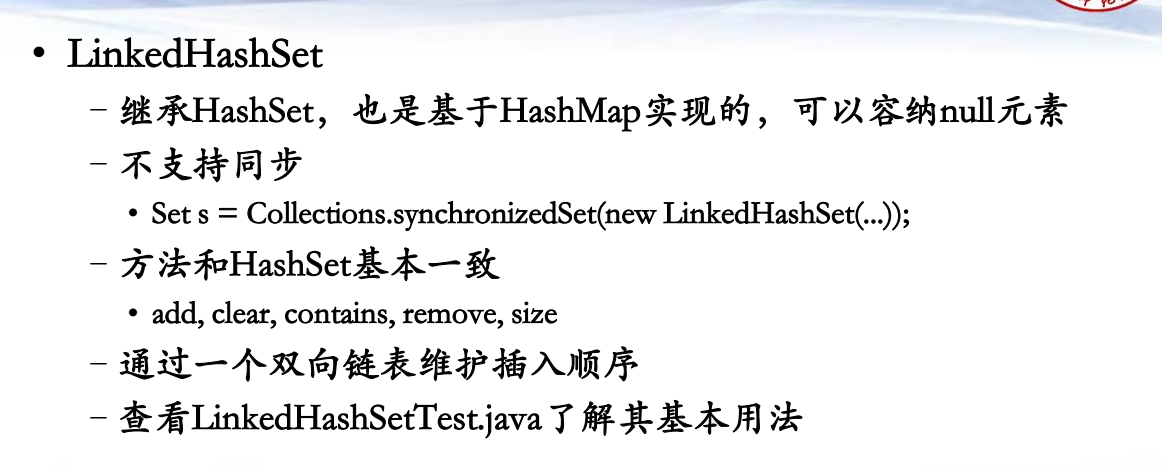 • LinkedHashSet
– 继承HashSet，也是基于HashMap实现的，可以容纳null元素
– 不支持同步
• Set s = Collections.synchronizedSet(new LinkedHashSet(...));
– 方法和HashSet基本一致
• add, clear, contains, remove, size
– 通过一个双向链表维护插入顺序
– 查看LinkedHashSetTest.java了解其基本用法